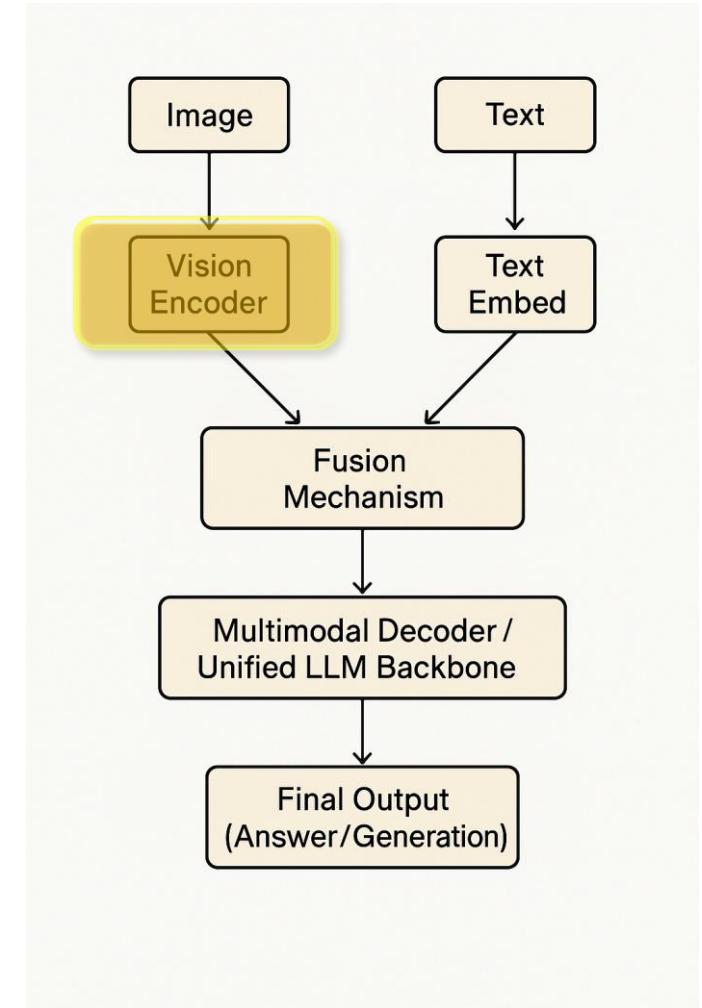 Image
Text
Vision
Encoder
Text
Embed
Fusion
Mechanism
Multimodal Decoder /
Unified LLM Backbone
Final Output
(Answer/Generation)